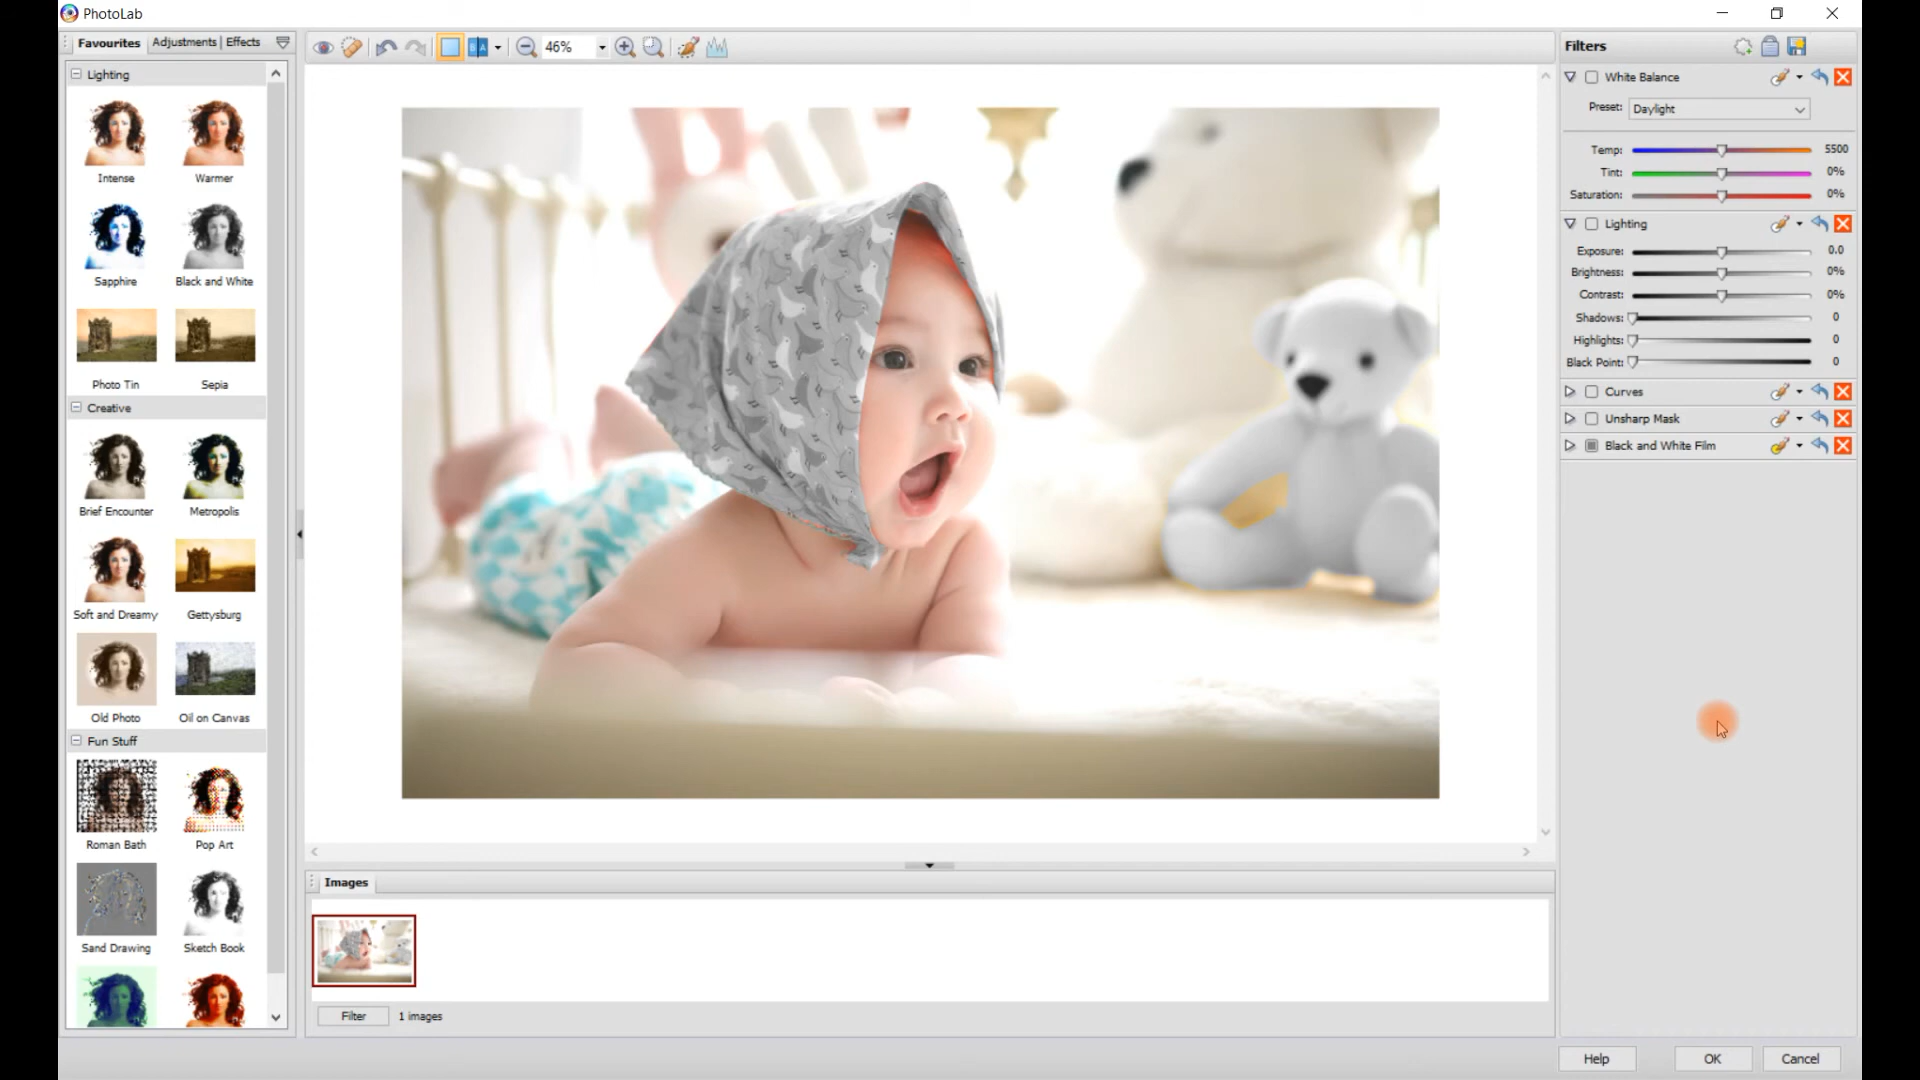 PhotoLab
Favourites Adjustments Effects
46%
Lighting
Intense Warmer
Sapphire Black and White
Photo Tin Sepia
Creative
Brief Encounter Metropolis
Soft and Dreamy Gettysburg
Old Photo Oil on Canvas
Fun Stuff
Roman Bath Pop Art
Sand Drawing Sketch Book
Images
Filter 1 images
Filters
White Balance
Preset: Daylight
Temp: 5500
Tint: 0%
Saturation: 0%
Lighting
Exposure: 0.0
Brightness: 0%
Contrast: 0%
Shadows: 0
Highlights: 0
Black Point: 0
Curves
Unsharp Mask
Black and White Film
Help OK Cancel